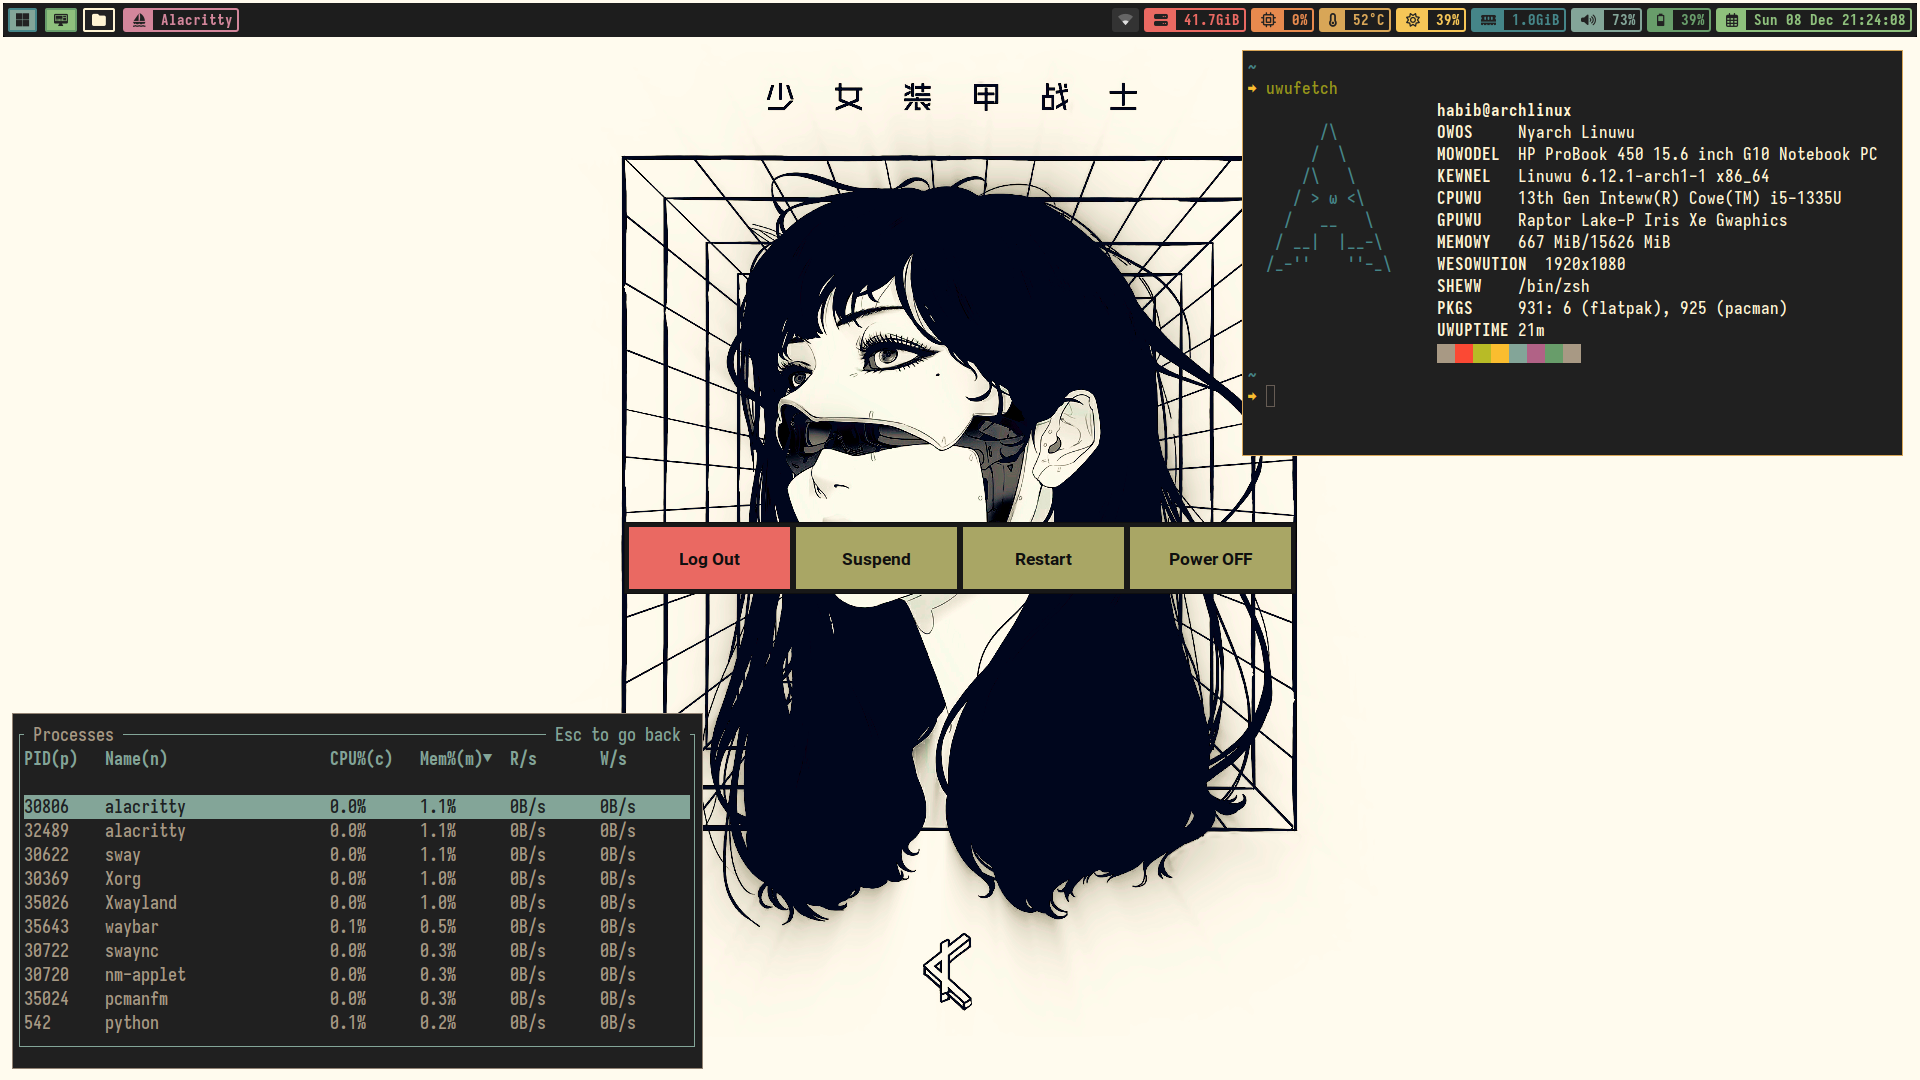 Alacritty 41.7GiB 0% 52°C 39% 1.0GiB 73% 39% Sun 08 Dec 21:24:08
少女装甲战士
~
uwufetch
habib@archlinux
OWOS Nyarch Linuwu
MOWODEL HP ProBook 450 15.6 inch G10 Notebook PC
KEWNEL Linuwu 6.12.1-arch1-1 x86_64
CPUWU 13th Gen Inteww(R) Cowe(TM) i5-1335U
GPUWU Raptor Lake-P Iris Xe Gwaphics
MEMOWY 667 MiB/15626 MiB
WESOWUTION 1920x1080
SHEWW /bin/zsh
PKGS 931: 6 (flatpak), 925 (pacman)
UWUPTIME 21m
~
Log Out Suspend Restart Power OFF
Processes Esc to go back
PID(p) Name(n) CPU%(c) Mem%(m)▼ R/s W/s
30806 alacritty 0.0% 1.1% 0B/s 0B/s
32489 alacritty 0.0% 1.1% 0B/s 0B/s
30622 sway 0.0% 1.1% 0B/s 0B/s
30369 Xorg 0.0% 1.0% 0B/s 0B/s
35026 Xwayland 0.0% 1.0% 0B/s 0B/s
35643 waybar 0.1% 0.5% 0B/s 0B/s
30722 swaync 0.0% 0.3% 0B/s 0B/s
30720 nm-applet 0.0% 0.3% 0B/s 0B/s
35024 pcmanfm 0.0% 0.3% 0B/s 0B/s
542 python 0.1% 0.2% 0B/s 0B/s